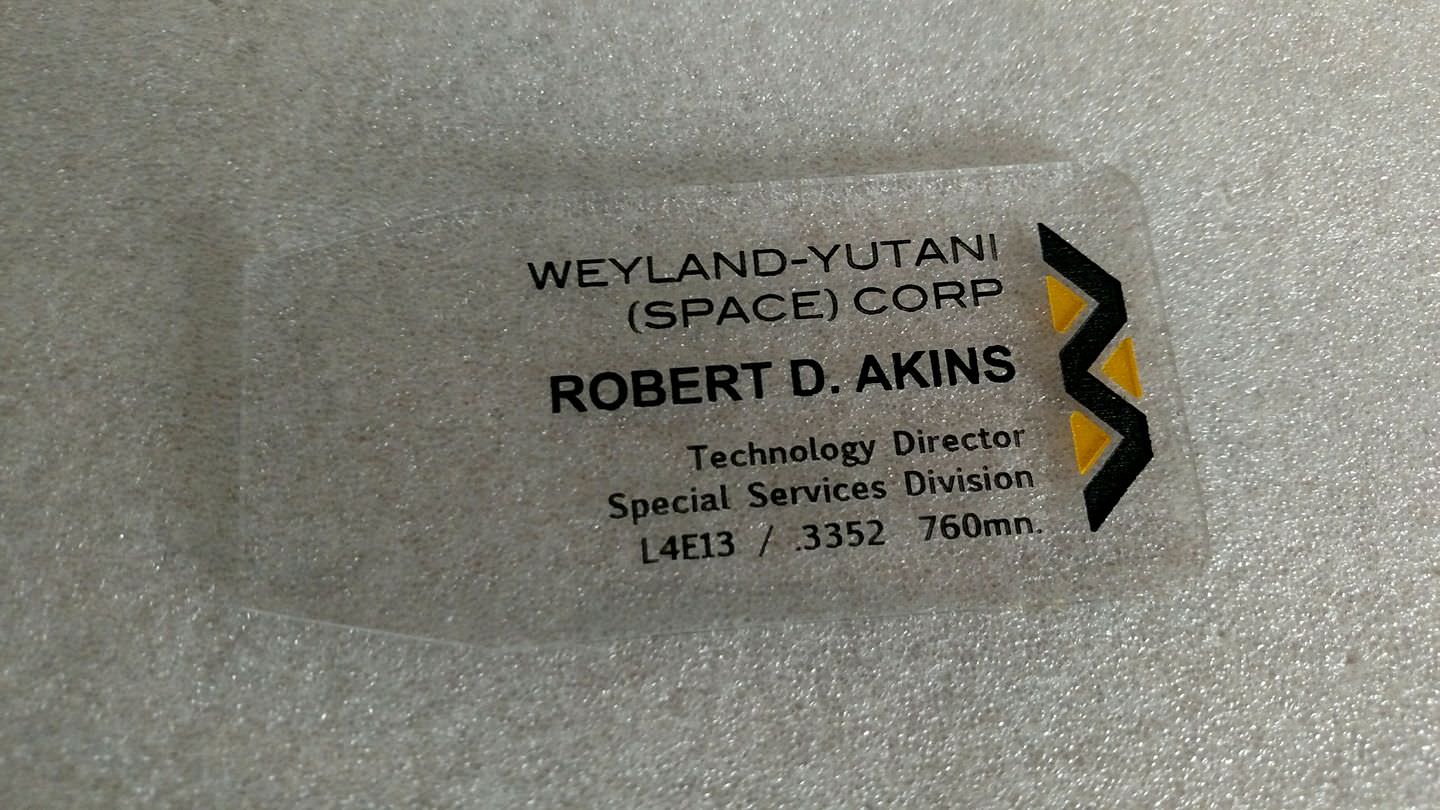 WEYLAND-YUTANI
(SPACE) CORP
ROBERT D. AKINS
Technology Director
Special Services Division
L4E13 / .3352 760mn.